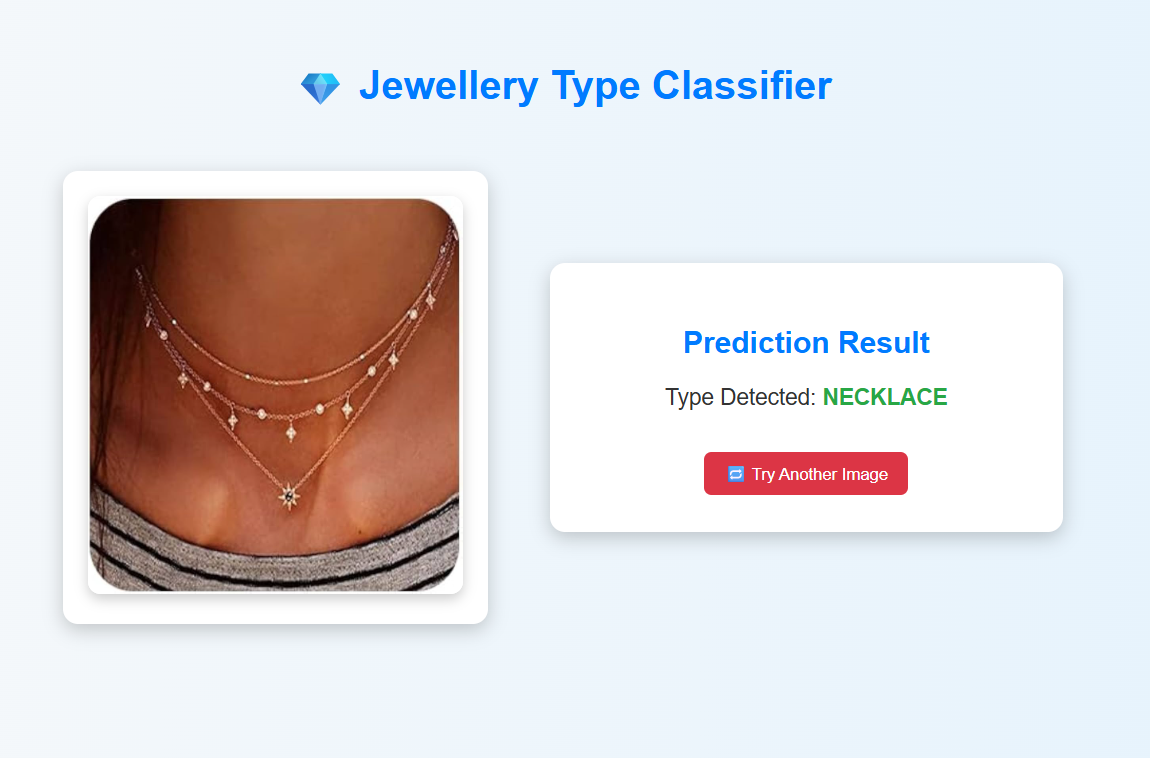 Jewellery Type Classifier
Prediction Result
Type Detected: NECKLACE
Try Another Image